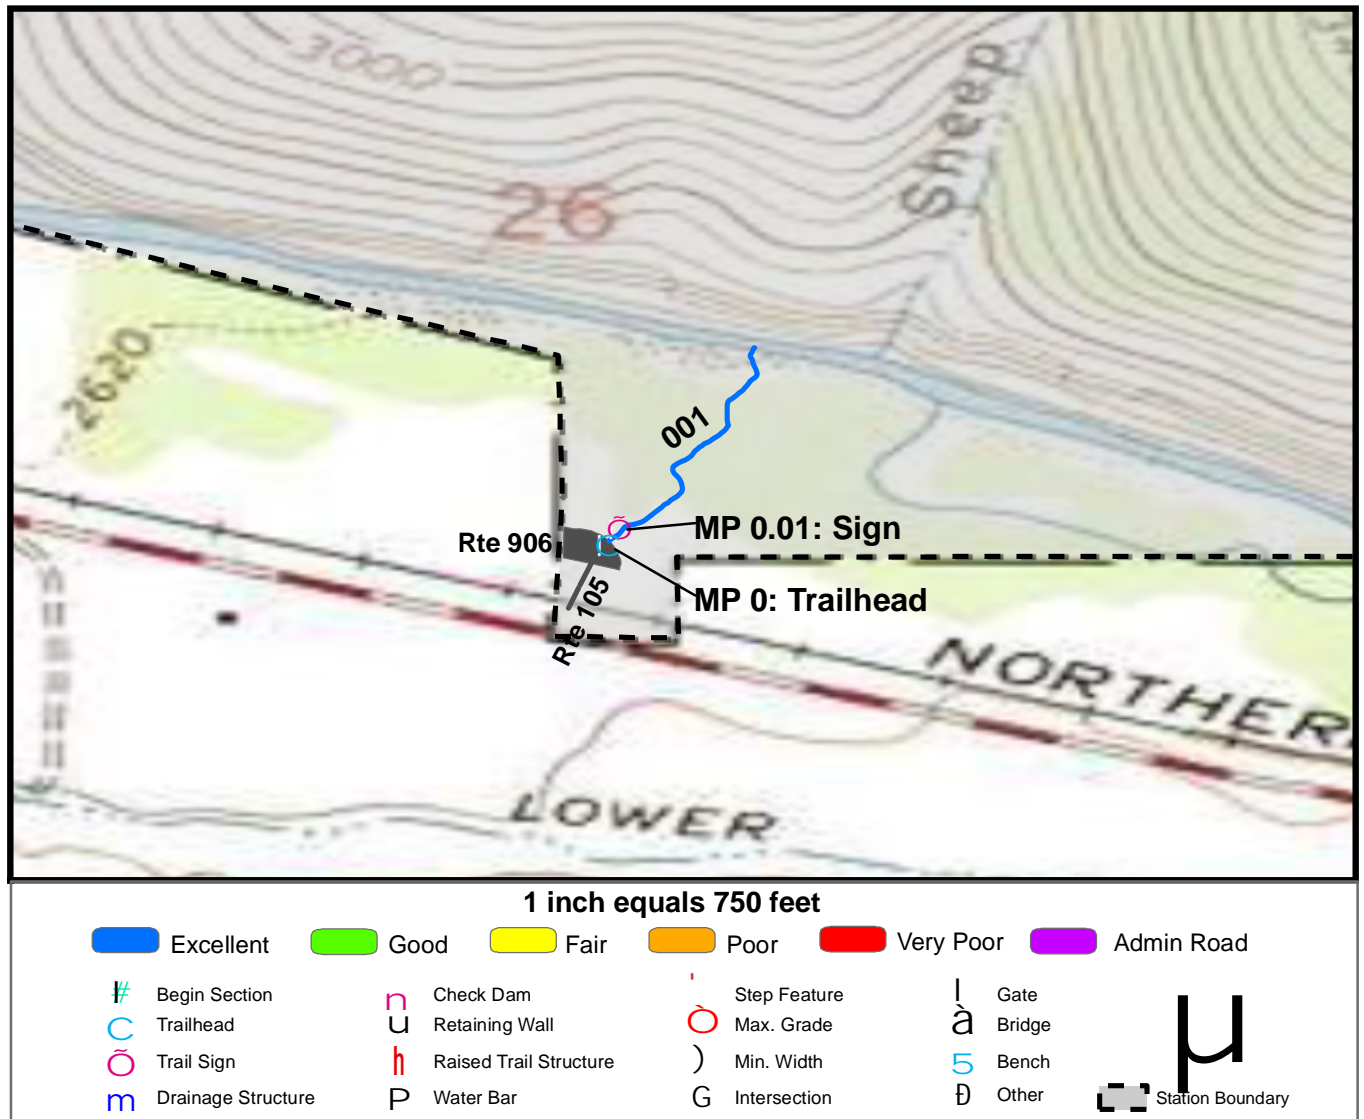 3000
Sheep
26
2620
001
MP 0.01: Sign
Rte 906
MP 0: Trailhead
Rte 105
NORTHER
LOWER
1 inch equals 750 feet
Excellent Good Fair Poor Very Poor Admin Road
# Begin Section n Check Dam ' Step Feature l Gate
C Trailhead u Retaining Wall Ò Max. Grade à Bridge
Õ Trail Sign h Raised Trail Structure ) Min. Width 5 Bench
m Drainage Structure P Water Bar G Intersection Ð Other Station Boundary
µ